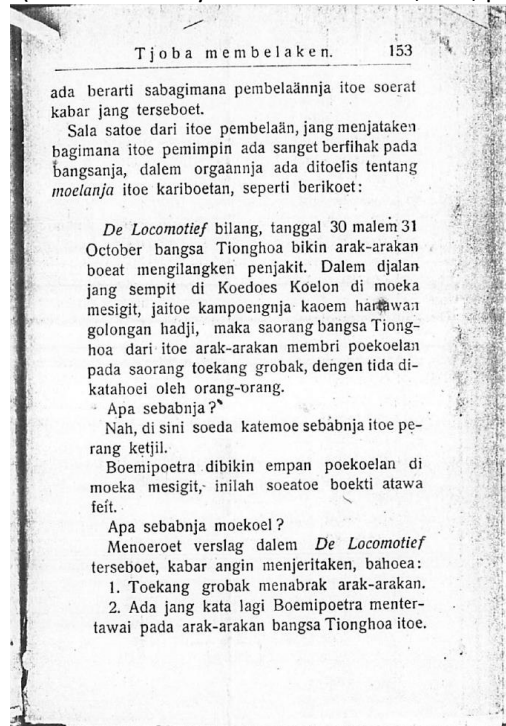 Tjoba membelaken. 153
ada berarti sabagimana pembelaännja itoe soerat
kabar jang terseboet.
Sala satoe dari itoe pembelaän, jang menjataken
bagimana itoe pemimpin ada sanget berfihak pada
bangsanja, dalem orgaannja ada ditoelis tentang
moelanja itoe kariboetan, seperti berikoet:
De Locomotief bilang, tanggal 30 malem 31
October bangsa Tionghoa bikin arak-arakan
boeat mengilangken penjakit. Dalem djalan
jang sempit di Koedoes Koelon di moeka
mesigit, jaitoe kampoengnja kaoem hartawan
golongan hadji, maka saorang bangsa Tiong-
hoa dari itoe arak-arakan membri poekoelan
pada saorang toekang grobak, dengen tida di-
katahoei oleh orang-orang.
Apa sebabnja?
Nah, di sini soeda katemoe sebabnja itoe pe-
rang ketjil.
Boemipoetra dibikin empan poekoelan di
moeka mesigit, inilah soeatoe boekti atawa
feit.
Apa sebabnja moekoel?
Menoeroet verslag dalem De Locomotief
terseboet, kabar angin menjeritaken, bahoea:
1. Toekang grobak menabrak arak-arakan.
2. Ada jang kata lagi Boemipoetra menter-
tawai pada arak-arakan bangsa Tionghoa itoe.